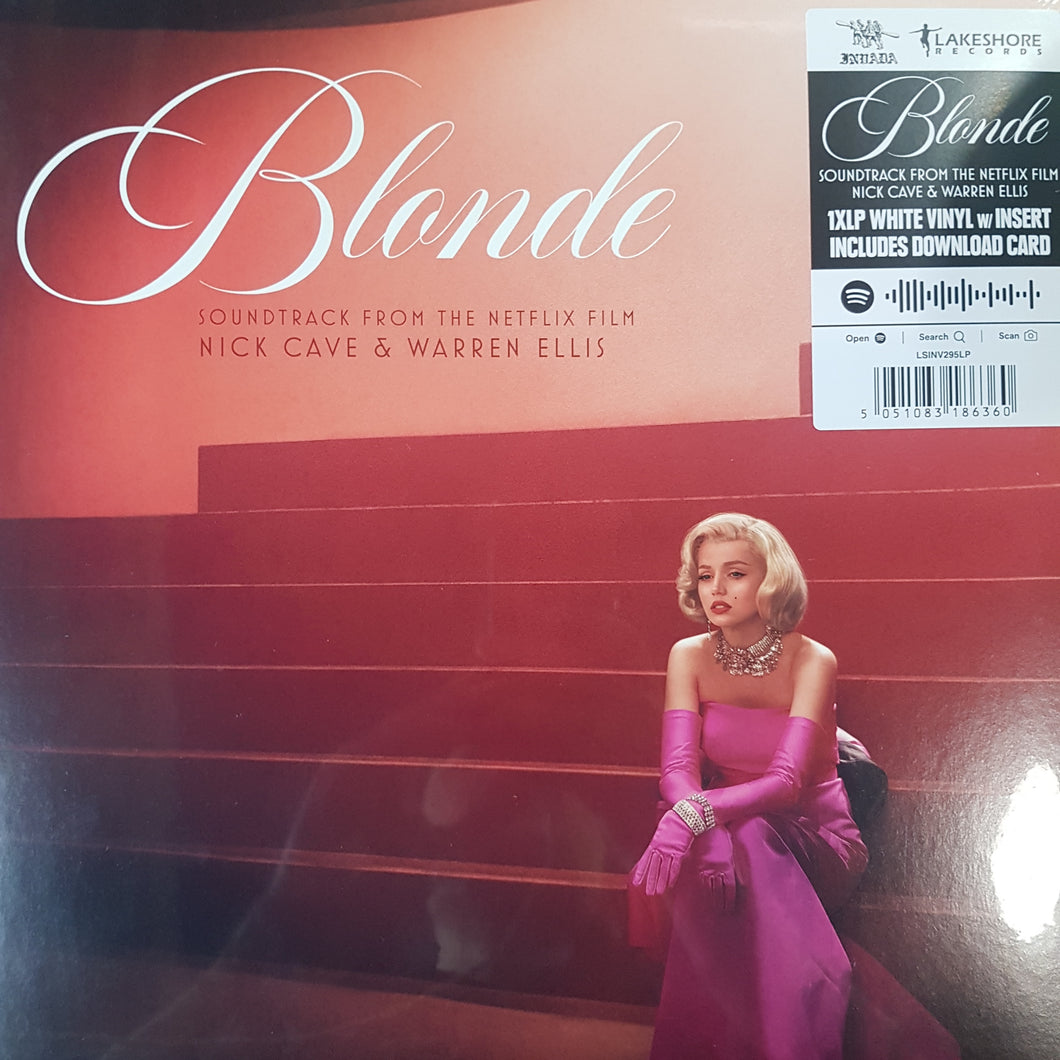 Blonde
SOUNDTRACK FROM THE NETFLIX FILM
NICK CAVE & WARREN ELLIS
INVADA
LAKESHORE
RECORDS
Blonde
SOUNDTRACK FROM THE NETFLIX FILM
NICK CAVE & WARREN ELLIS
1XLP WHITE VINYL w/ INSERT
INCLUDES DOWNLOAD CARD
Open | Search | Scan
LSINV295LP
5 051083 186360